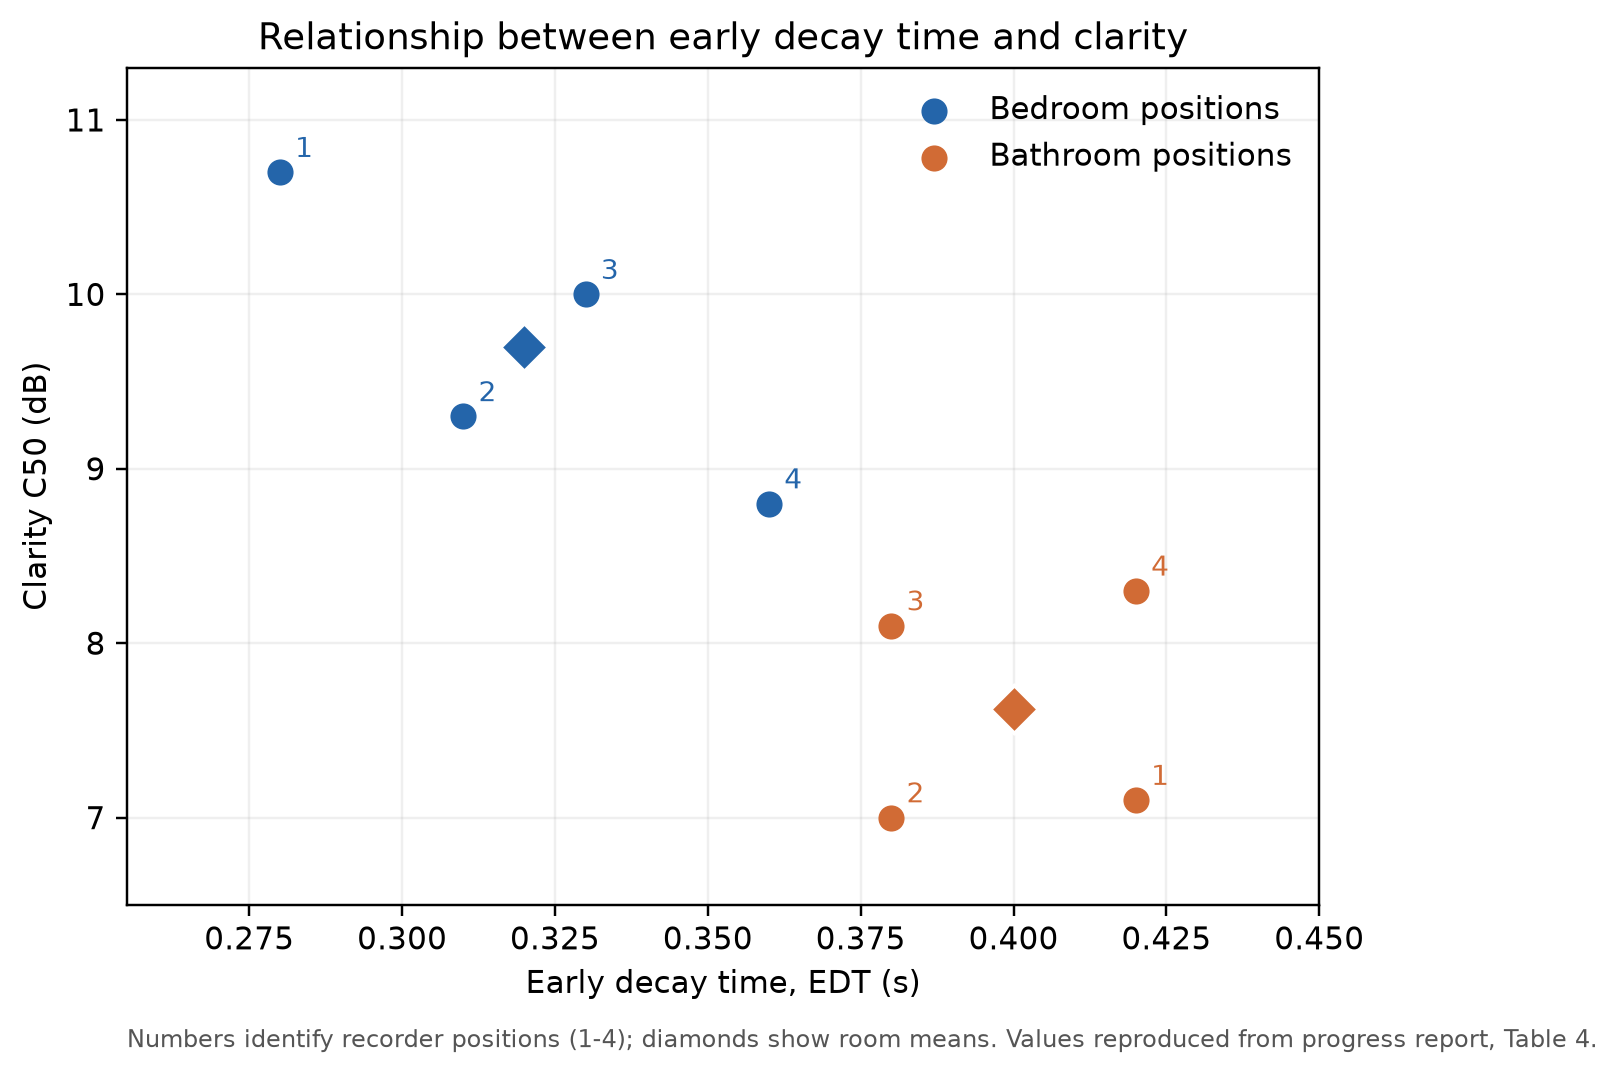 Relationship between early decay time and clarity
Bedroom positions
Bathroom positions
11
10
9
8
7
Clarity C50 (dB)
1
3
2
4
4
3
1
2
0.275 0.300 0.325 0.350 0.375 0.400 0.425 0.450
Early decay time, EDT (s)
Numbers identify recorder positions (1-4); diamonds show room means. Values reproduced from progress report, Table 4.